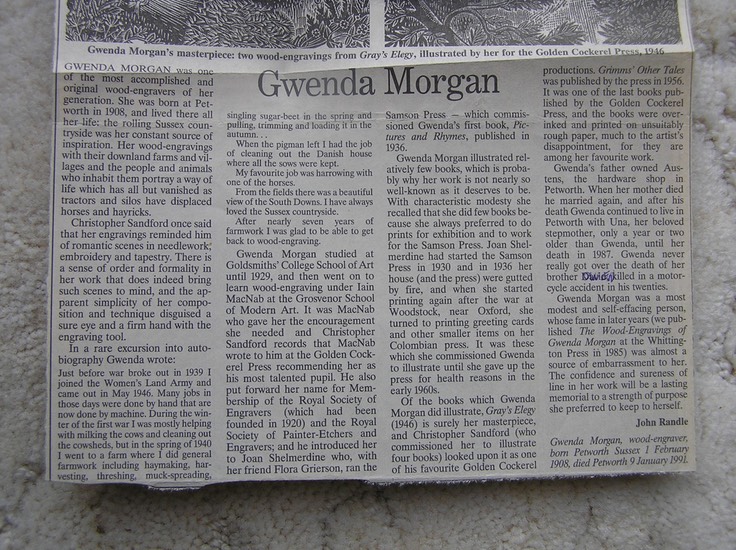 Gwenda Morgan's masterpiece: two wood-engravings from Gray's Elegy, illustrated by her for the Golden Cockerel Press, 1946
Gwenda Morgan
GWENDA MORGAN was one
of the most accomplished and
original wood-engravers of her
generation. She was born at Pet-
worth in 1908, and lived there all
her life: the rolling Sussex coun-
tryside was her constant source of
inspiration. Her wood-engravings
with their downland farms and vil-
lages and the people and animals
who inhabit them portray a way of
life which has all but vanished as
tractors and silos have displaced
horses and hayricks.
Christopher Sandford once said
that her engravings reminded him
of romantic scenes in needlework,
embroidery and tapestry. There is
a sense of order and formality in
her work that does indeed bring
such scenes to mind, and the ap-
parent simplicity of her compo-
sition and technique disguised a
sure eye and a firm hand with the
engraving tool.
In a rare excursion into auto-
biography Gwenda wrote:
Just before war broke out in 1939 I
joined the Women's Land Army and
came out in May 1946. Many jobs in
those days were done by hand that are
now done by machine. During the win-
ter of the first war I was mostly helping
with milking the cows and cleaning out
the cowsheds, but in the spring of 1940
I went to a farm where I did general
farmwork including haymaking, har-
vesting, threshing, muck-spreading,
singling sugar-beet in the spring and
pulling, trimming and loading it in the
autumn. . .
When the pigman left I had the job
of cleaning out the Danish house
where all the sows were kept.
My favourite job was harrowing with
one of the horses.
From the fields there was a beautiful
view of the South Downs. I have always
loved the Sussex countryside.
After nearly seven years of
farmwork I was glad to be able to get
back to wood-engraving.
Gwenda Morgan studied at
Goldsmiths' College School of Art
until 1929, and then went on to
learn wood-engraving under Iain
MacNab at the Grosvenor School
of Modern Art. It was MacNab
who gave her the encouragement
she needed and Christopher
Sandford records that MacNab
wrote to him at the Golden Cock-
erel Press recommending her as
his most talented pupil. He also
put forward her name for Mem-
bership of the Royal Society of
Engravers (which had been
founded in 1920) and the Royal
Society of Painter-Etchers and
Engravers; and he introduced her
to Joan Shelmerdine who, with
her friend Flora Grierson, ran the
Samson Press – which commis-
sioned Gwenda's first book, Pic-
tures and Rhymes, published in
1936.
Gwenda Morgan illustrated rel-
atively few books, which is proba-
bly why her work is not nearly so
well-known as it deserves to be.
With characteristic modesty she
recalled that she did few books be-
cause she always preferred to do
prints for exhibition and to work
for the Samson Press. Joan Shel-
merdine had started the Samson
Press in 1930 and in 1936 her
house (and the press) were gutted
by fire, and when she started
printing again after the war at
Woodstock, near Oxford, she
turned to printing greeting cards
and other smaller items on her
Colombian press. It was these
which she commissioned Gwenda
to illustrate until she gave up the
press for health reasons in the
early 1960s.
Of the books which Gwenda
Morgan did illustrate, Gray's Elegy
(1946) is surely her masterpiece,
and Christopher Sandford (who
commissioned her to illustrate
four books) looked upon it as one
of his favourite Golden Cockerel
productions. Grimms' Other Tales
was published by the press in 1956.
It was one of the last books pub-
lished by the Golden Cockerel
Press, and the books were over-
inked and printed on unsuitably
rough paper, much to the artist's
disappointment, for they are
among her favourite work.
Gwenda's father owned Aus-
tens, the hardware shop in
Petworth. When her mother died
he married again, and after his
death Gwenda continued to live in
Petworth with Una, her beloved
stepmother, only a year or two
older than Gwenda, until her
death in 1987. Gwenda never
really got over the death of her
brother killed in a motor-
cycle accident in his twenties.
Gwenda Morgan was a most
modest and self-effacing person,
whose fame in later years (we pub-
lished The Wood-Engravings of
Gwenda Morgan at the Whitting-
ton Press in 1985) was almost a
source of embarrassment to her.
The confidence and sureness of
line in her work will be a lasting
memorial to a strength of purpose
she preferred to keep to herself.
John Randle
Gwenda Morgan, wood-engraver,
born Petworth Sussex 1 February
1908, died Petworth 9 January 1991.